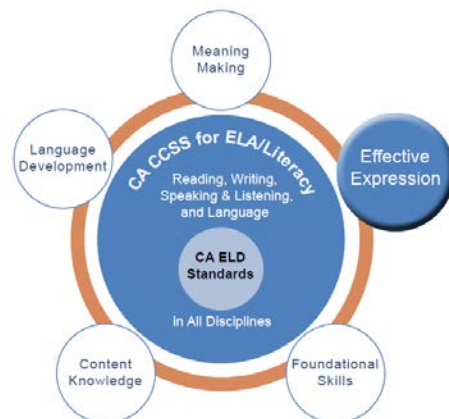 Meaning
Making
Language
Development
Effective
Expression
CA CCSS for ELA/Literacy
Reading, Writing,
Speaking & Listening,
and Language
CA ELD
Standards
In All Disciplines
Content
Knowledge
Foundational
Skills